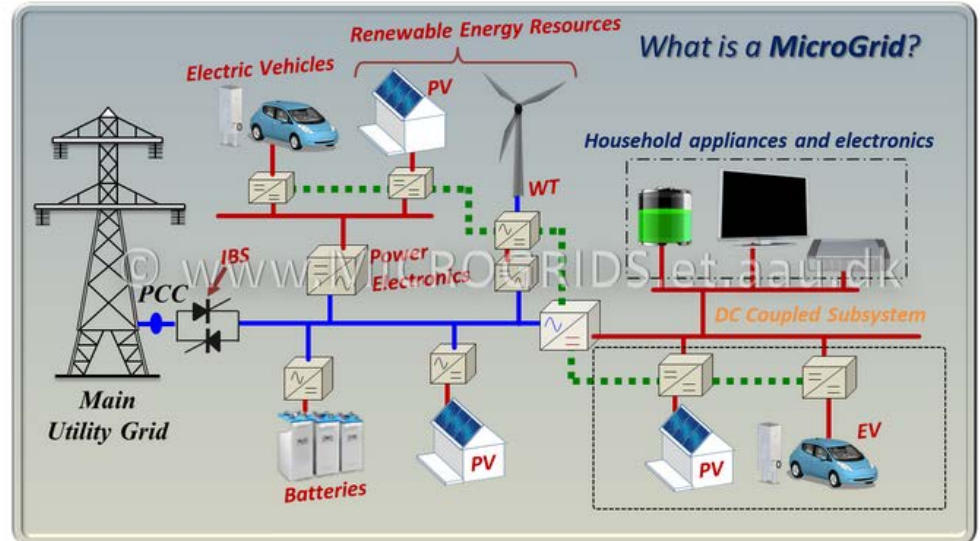 Renewable Energy Resources
What is a MicroGrid?
Electric Vehicles
PV
Household appliances and electronics
WT
© www.MICROGRIDS.et.aau.dk
IBS
Power
Electronics
PCC
DC Coupled Subsystem
Main
Utility Grid
Batteries
PV
PV
EV